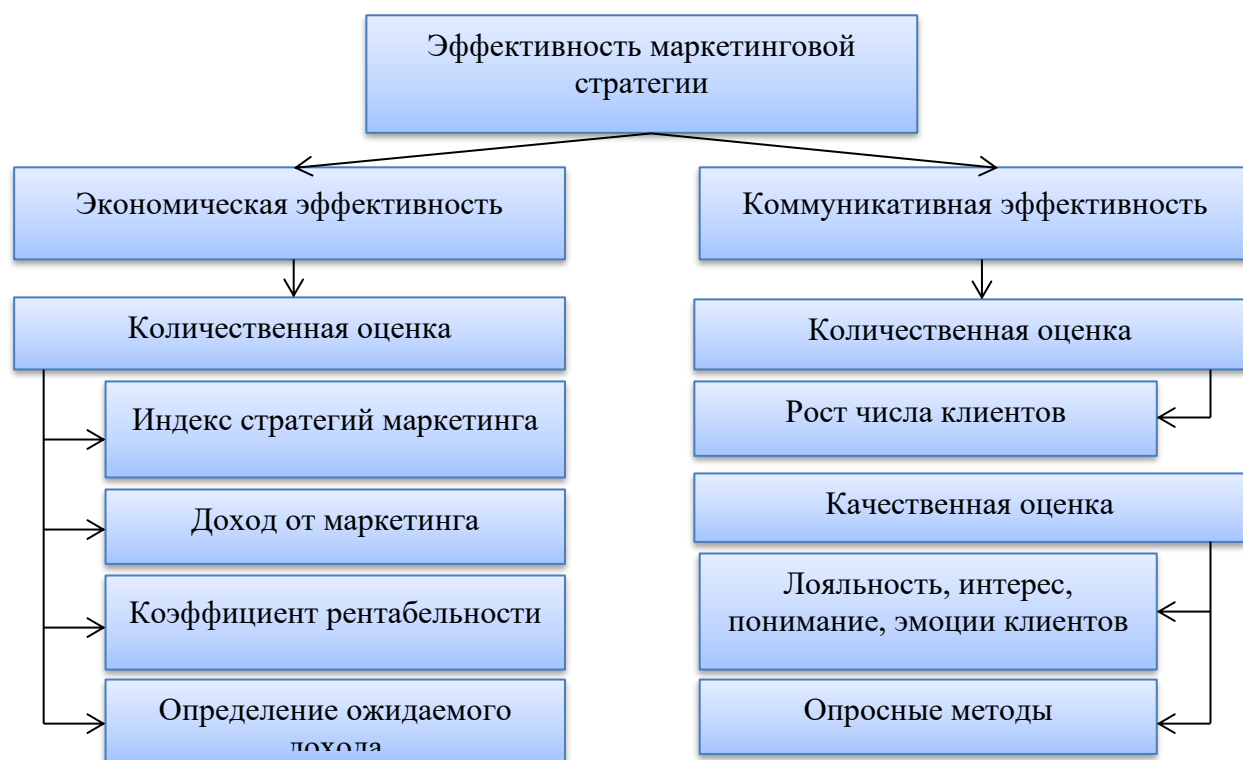 Эффективность маркетинговой
стратегии
Экономическая эффективность
Количественная оценка
Индекс стратегий маркетинга
Доход от маркетинга
Коэффициент рентабельности
Определение ожидаемого
дохода
Коммуникативная эффективность
Количественная оценка
Рост числа клиентов
Качественная оценка
Лояльность, интерес,
понимание, эмоции клиентов
Опросные методы